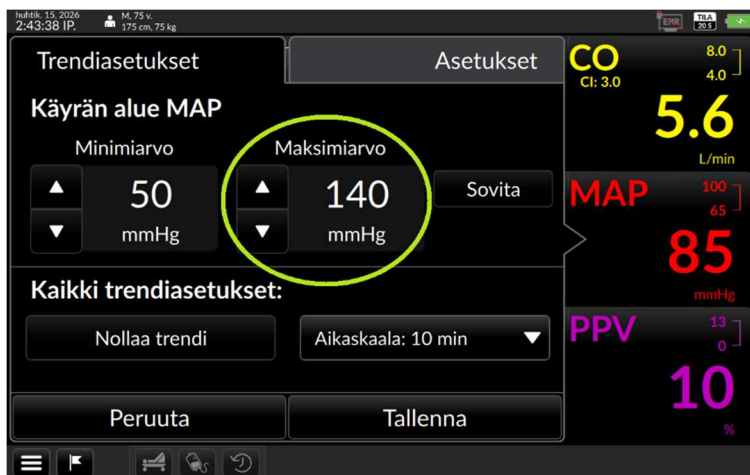 huhtik. 15, 2026
2:43:38 IP.
M, 75 v.
175 cm, 75 kg
EMR
TILA
20 S
Trendiasetukset
Asetukset
Käyrän alue MAP
Minimiarvo
Maksimiarvo
50
mmHg
140
mmHg
Sovita
Kaikki trendiasetukset:
Nollaa trendi
Aikaskaala: 10 min
Peruuta
Tallenna
CO
CI: 3.0
8.0
4.0
5.6
L/min
MAP
100
65
85
mmHg
PPV
13
0
10
%